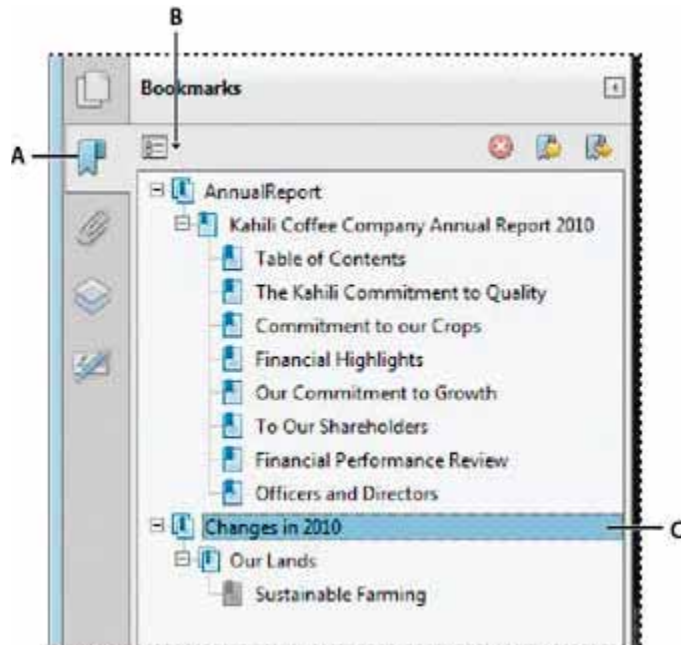 B
Bookmarks
A
AnnualReport
Kahili Coffee Company Annual Report 2010
Table of Contents
The Kahili Commitment to Quality
Commitment to our Crops
Financial Highlights
Our Commitment to Growth
To Our Shareholders
Financial Performance Review
Officers and Directors
Changes in 2010
C
Our Lands
Sustainable Farming